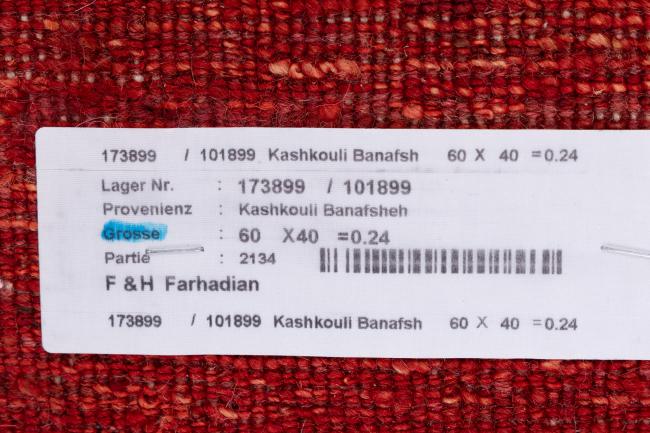 173899 / 101899 Kashkouli Banafsh 60 X 40 =0.24
Lager Nr. : 173899 / 101899
Provenienz : Kashkouli Banafsheh
Grosse : 60 X40 =0.24
Partie : 2134
F & H Farhadian
173899 / 101899 Kashkouli Banafsh 60 X 40 =0.24